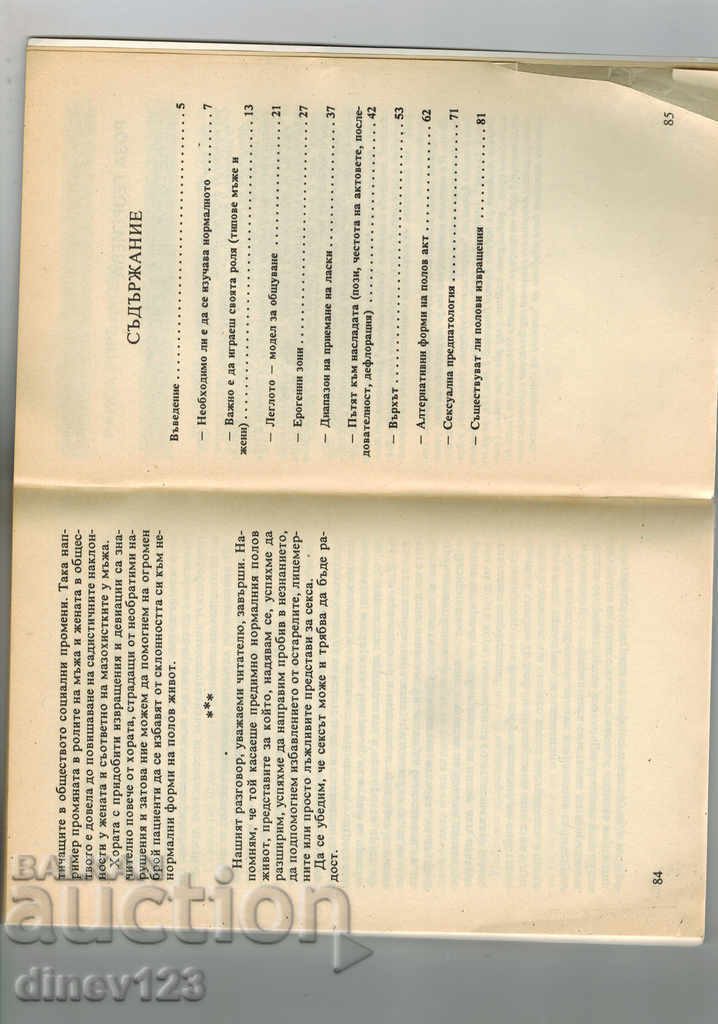 тичащите в обществото социални промени. Така нап-
ример промяната в ролите на мъжа и жената в общес-
твото е довела до повишаване на садистичните наклон-
ности у жената и съответно на мазохистките у мъжа.
Хората с придобити извращения и девиации са зна-
чително повече от хората, страдащи от необратими на-
рушения и затова ние можем да помогнем на огромен
брой пациенти да се избавят от склонността си към не-
нормални форми на полов живот.
***
Нашият разговор, уважаеми читателю, завърши. На-
помням, че той касаеше предимно нормалния полов
живот, представите за който, надявам се, успяхме да
разширим, успяхме да направим пробив в незнанието,
да подпомогнем избавлението от остарелите, лицемер-
ните или просто лъжливите представи за секса.
Да се убедим, че сексът може и трябва да бъде ра-
дост.
84
СЪДЪРЖАНИЕ
Въведение ........................ 5
— Необходимо ли е да се изучава нормалното ........ 7
— Важно е да играеш своята роля (типове мъже и
жени) ........................ 13
— Леглото — модел за общуване ................ 21
— Ерогенни зони ........................ 27
— Диапазон на приемане на ласки ................ 37
— Пътят към насладата (пози, честота на актовете, после-
дователност, дефлорация) ................ 42
— Върхът ........................ 53
— Алтернативни форми на полов акт ................ 62
— Сексуална предпатология ................ 71
— Съществуват ли полови извращения ................ 81
85
BALKAN
auction
dinev123